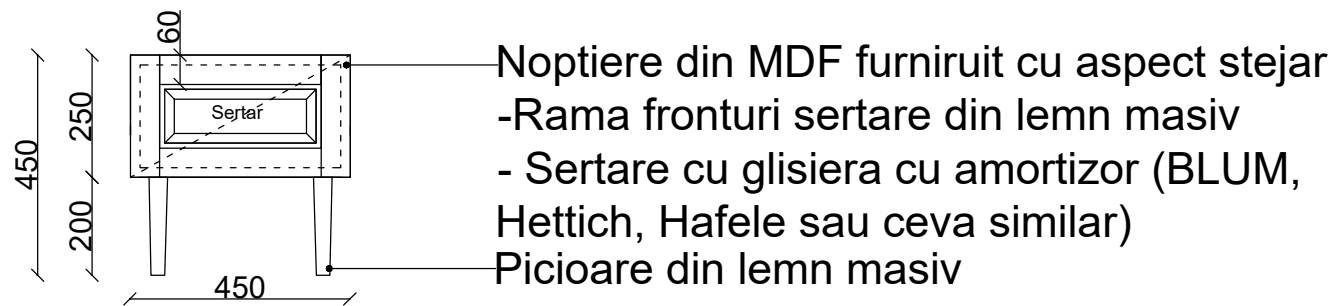 60
Noptiere din MDF furniruit cu aspect stejar
-Rama fronturi sertare din lemn masiv
- Sertare cu glisiera cu amortizor (BLUM,
Hettich, Hafele sau ceva similar)
Picioare din lemn masiv
Sertar
250
450
200
450